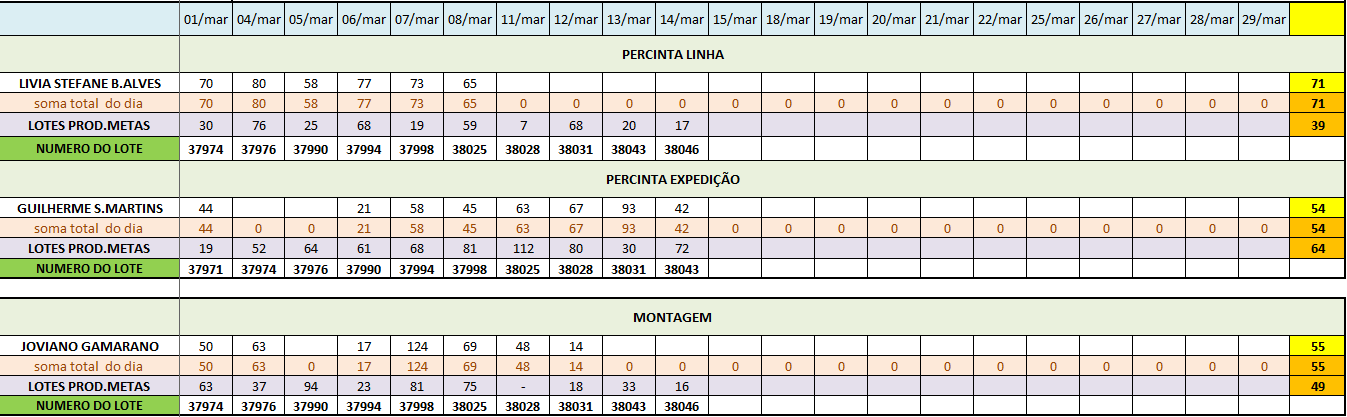 01/mar 04/mar 05/mar 06/mar 07/mar 08/mar 11/mar 12/mar 13/mar 14/mar 15/mar 18/mar 19/mar 20/mar 21/mar 22/mar 25/mar 26/mar 27/mar 28/mar 29/mar
PERCINTA LINHA
LIVIA STEFANE B.ALVES 70 80 58 77 73 65 71
soma total do dia 70 80 58 77 73 65 0 0 0 0 0 0 0 0 0 0 0 0 0 0 0 71
LOTES PROD.METAS 30 76 25 68 19 59 7 68 20 17 39
NUMERO DO LOTE 37974 37976 37990 37994 37998 38025 38028 38031 38043 38046
PERCINTA EXPEDIÇÃO
GUILHERME S.MARTINS 44 21 58 45 63 67 93 42 54
soma total do dia 44 0 0 21 58 45 63 67 93 42 0 0 0 0 0 0 0 0 0 0 0 54
LOTES PROD.METAS 19 52 64 61 68 81 112 80 30 72 64
NUMERO DO LOTE 37971 37974 37976 37990 37994 37998 38025 38028 38031 38043
MONTAGEM
JOVIANO GAMARANO 50 63 17 124 69 48 14 55
soma total do dia 50 63 0 17 124 69 48 14 0 0 0 0 0 0 0 0 0 0 0 0 0 55
LOTES PROD.METAS 63 37 94 23 81 75 - 18 33 16 49
NUMERO DO LOTE 37974 37976 37990 37994 37998 38025 38028 38031 38043 38046